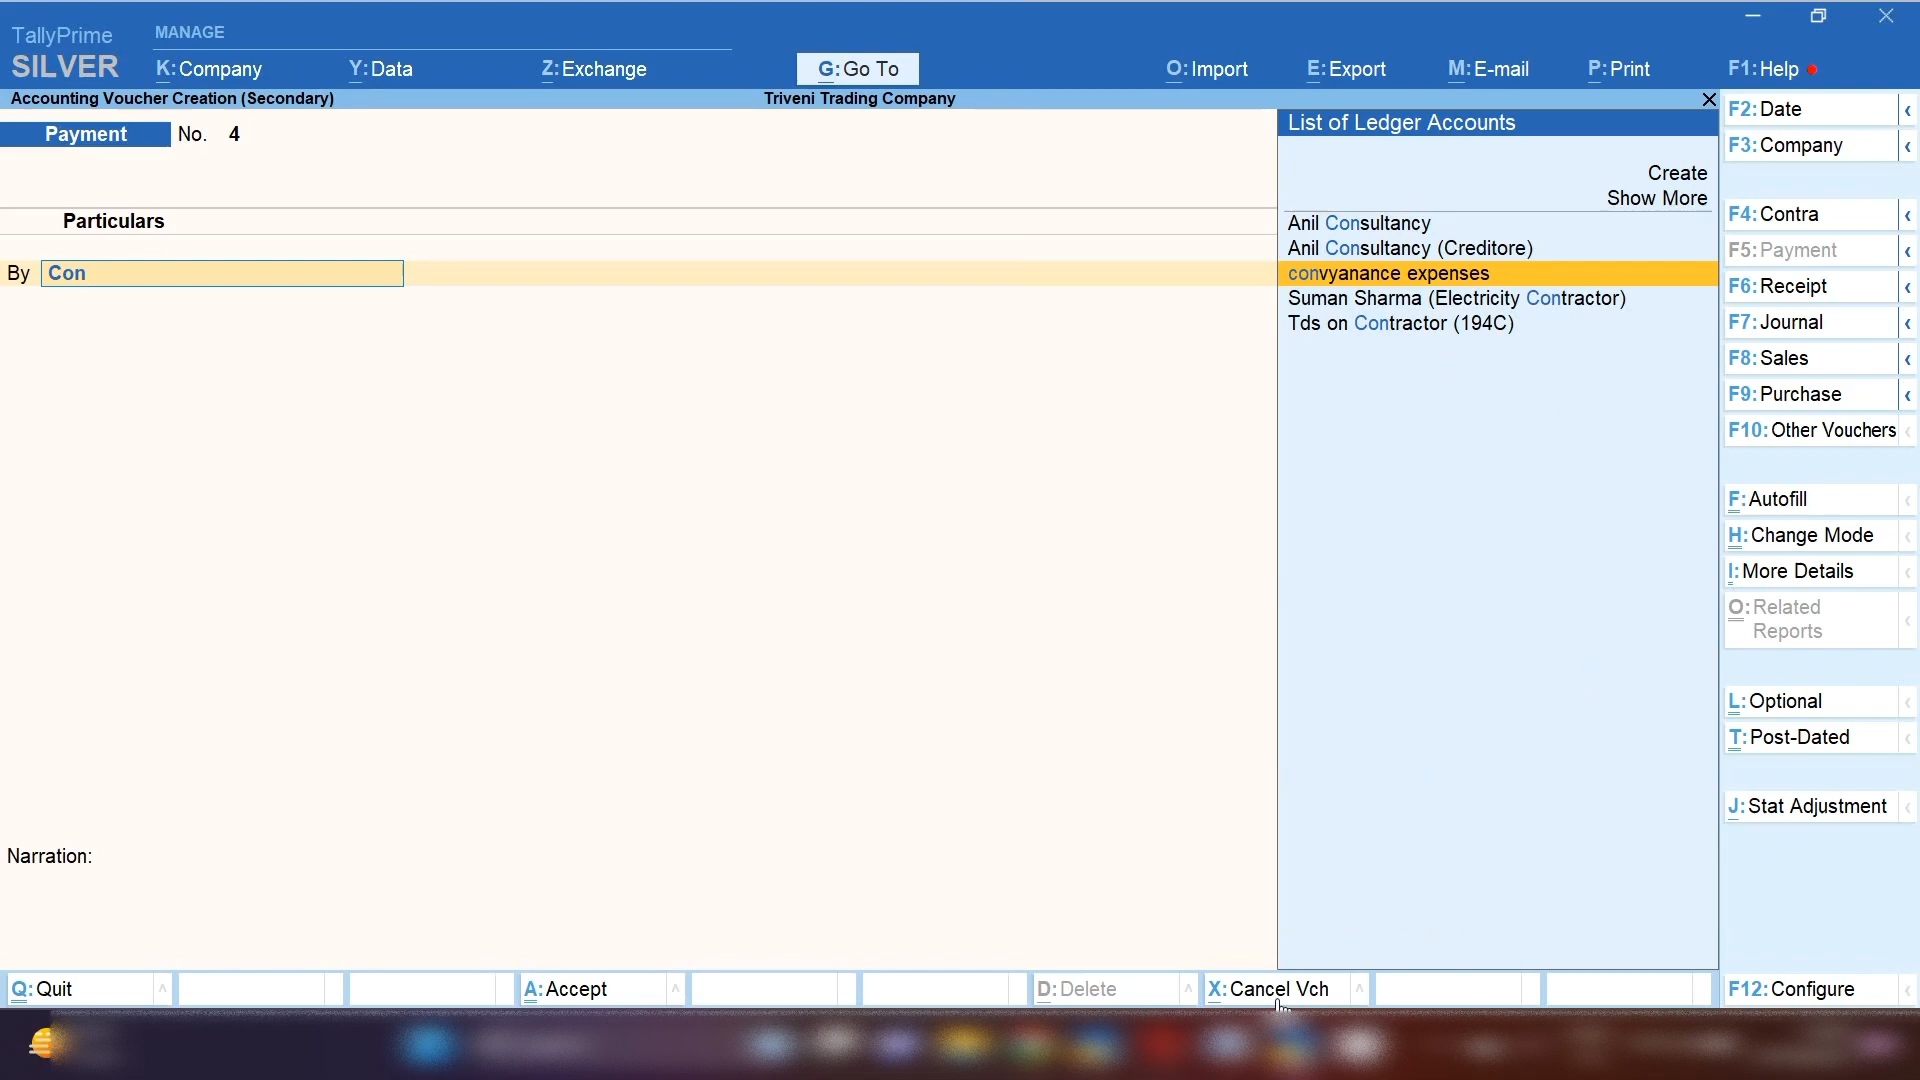 TallyPrime
SILVER
MANAGE
K:Company
Y:Data
Z:Exchange
G:Go To
O:Import
E:Export
M:E-mail
P:Print
F1:Help
Accounting Voucher Creation (Secondary)
Triveni Trading Company
Payment No. 4
Particulars
By Con
Narration:
List of Ledger Accounts
Create
Show More
Anil Consultancy
Anil Consultancy (Creditore)
convyanance expenses
Suman Sharma (Electricity Contractor)
Tds on Contractor (194C)
F2:Date
F3:Company
F4:Contra
F5:Payment
F6:Receipt
F7:Journal
F8:Sales
F9:Purchase
F10:Other Vouchers
F:Autofill
H:Change Mode
I:More Details
O:Related
Reports
L:Optional
T:Post-Dated
J:Stat Adjustment
Q:Quit
A:Accept
D:Delete
X:Cancel Vch
F12:Configure